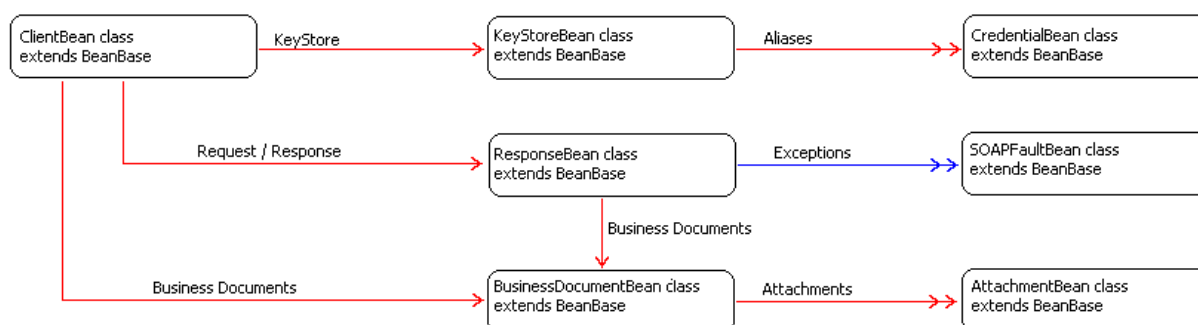 ClientBean class
extends BeanBase
KeyStore
KeyStoreBean class
extends BeanBase
Aliases
CredentialBean class
extends BeanBase
Request / Response
ResponseBean class
extends BeanBase
Exceptions
SOAPFaultBean class
extends BeanBase
Business Documents
Business Documents
BusinessDocumentBean class
extends BeanBase
Attachments
AttachmentBean class
extends BeanBase